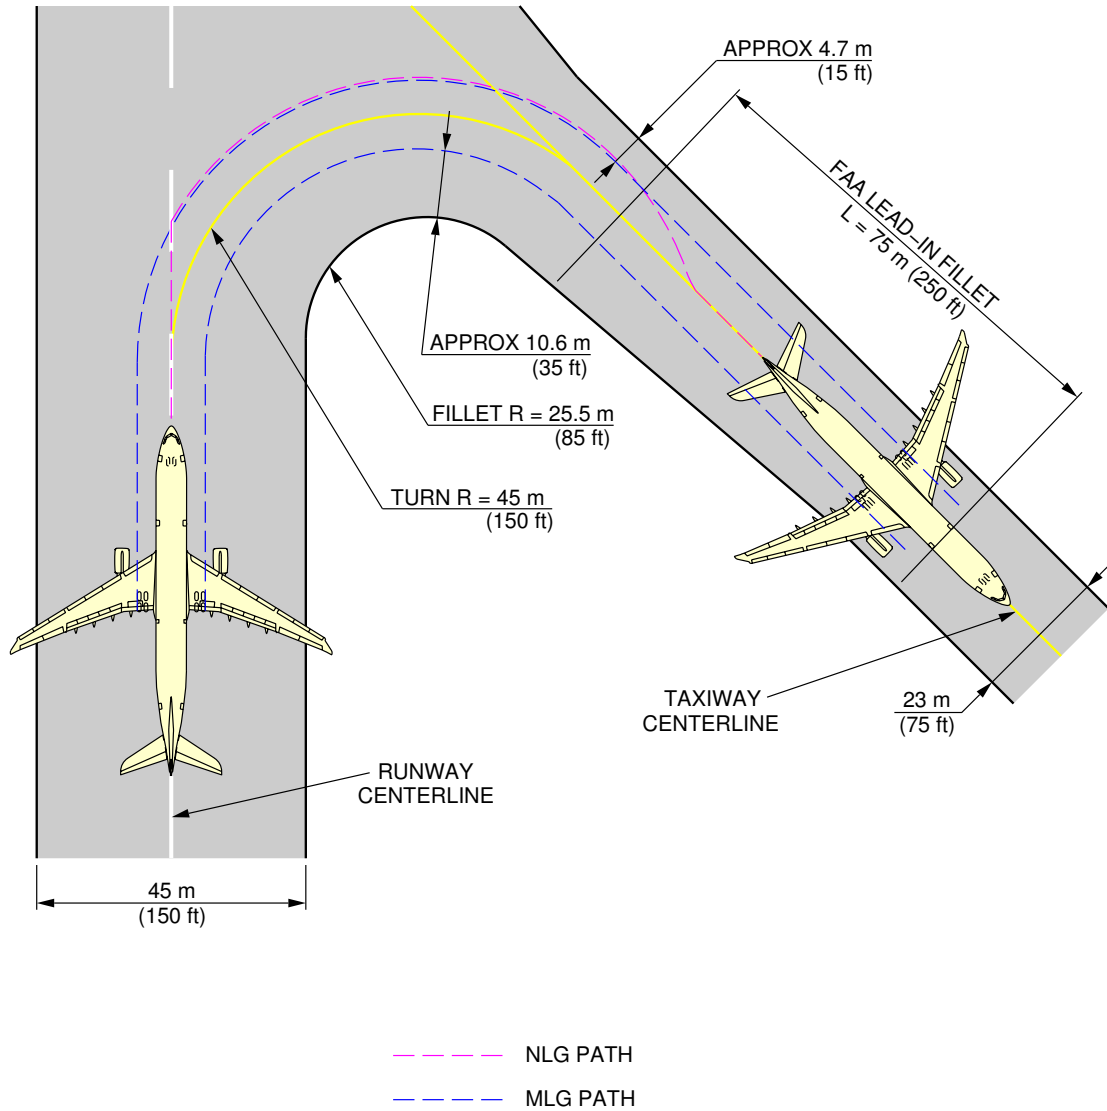 APPROX 4.7 m
(15 ft)
FAA LEAD-IN FILLET
L = 75 m (250 ft)
APPROX 10.6 m
(35 ft)
FILLET R = 25.5 m
(85 ft)
TURN R = 45 m
(150 ft)
TAXIWAY
CENTERLINE
23 m
(75 ft)
RUNWAY
CENTERLINE
45 m
(150 ft)
NLG PATH
MLG PATH